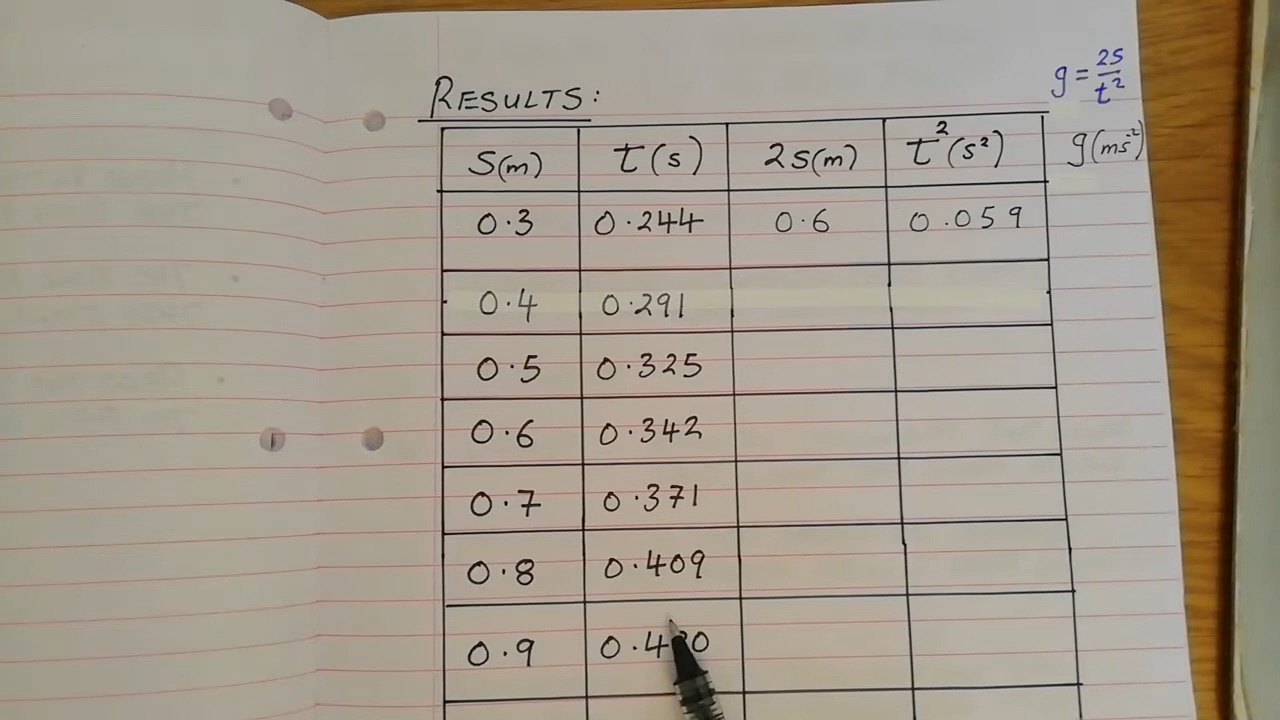 g = 2s/t²
RESULTS:
S(m) t(s) 2s(m) t²(s²) g(ms⁻²)
0.3 0.244 0.6 0.059
0.4 0.291
0.5 0.325
0.6 0.342
0.7 0.371
0.8 0.409
0.9